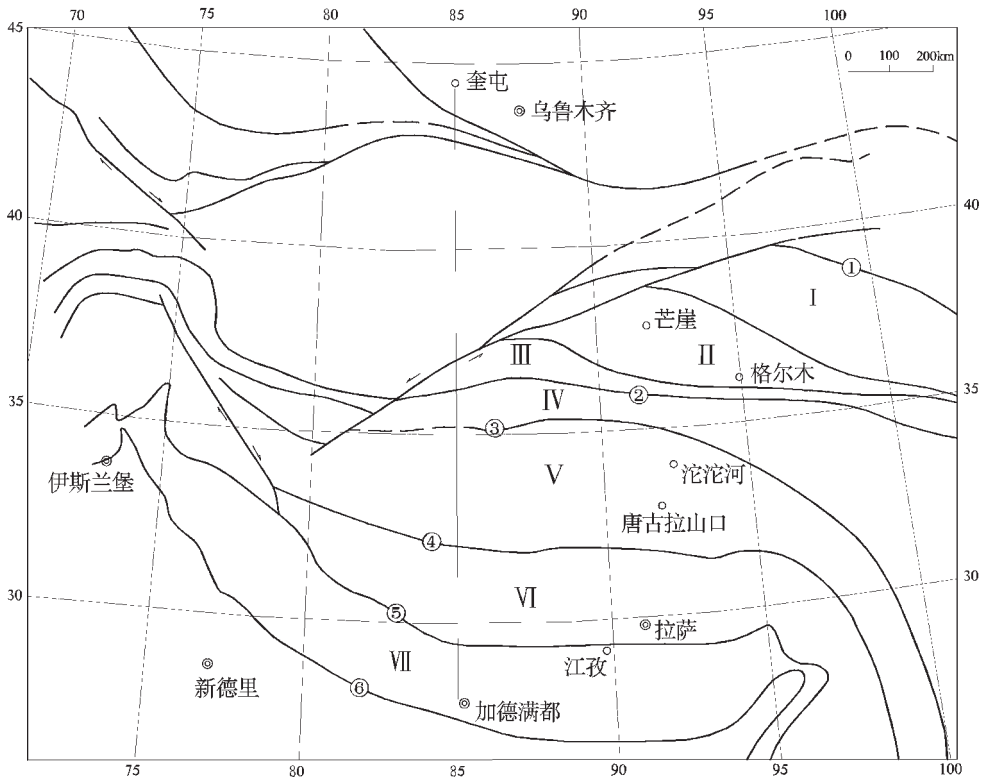 70
75
80
85
90
95
100
45
0 100 200km
奎屯
乌鲁木齐
40
40
①
I
芒崖
III
II
格尔木
35
IV
②
35
③
V
沱沱河
伊斯兰堡
唐古拉山口
④
30
30
VI
⑤
拉萨
VII
江孜
新德里
⑥
加德满都
75
80
85
90
95
100